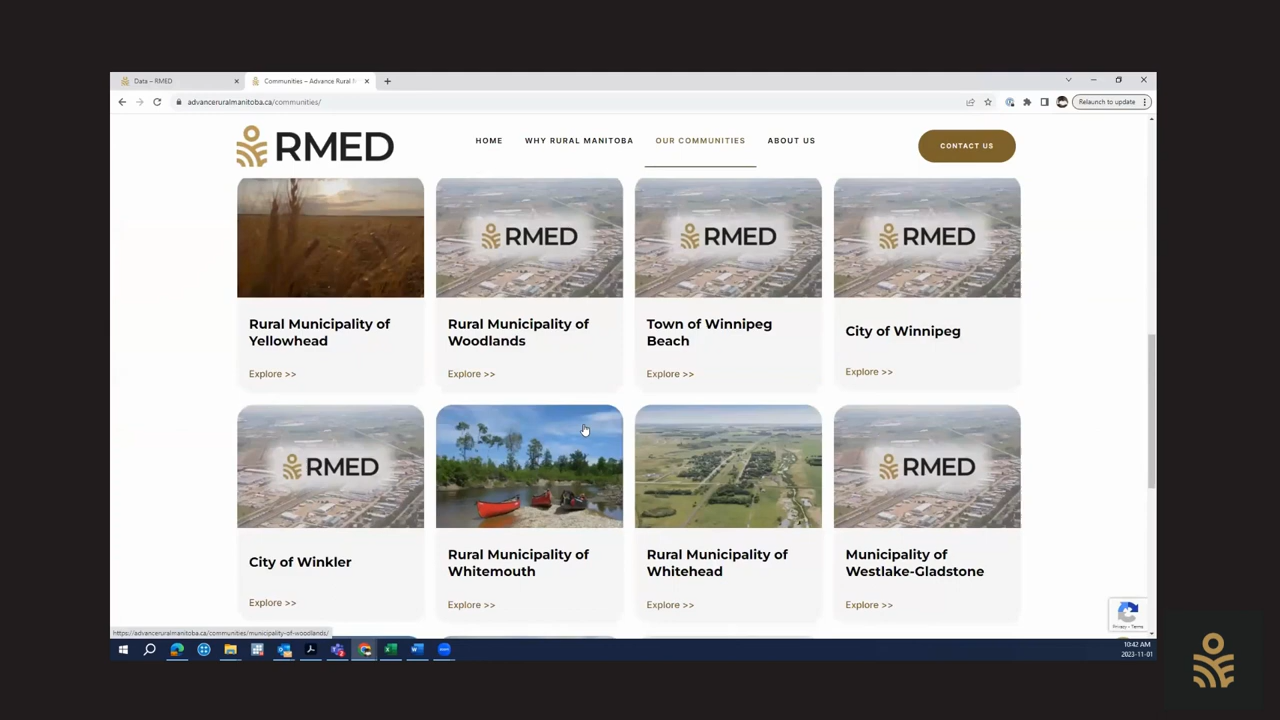 Data – RMED
Communities – Advance Rural M
advanceruralmanitoba.ca/communities/
Relaunch to update
RMED
HOME
WHY RURAL MANITOBA
OUR COMMUNITIES
ABOUT US
CONTACT US
RMED
RMED
RMED
Rural Municipality of
Yellowhead
Rural Municipality of
Woodlands
Town of Winnipeg
Beach
City of Winnipeg
Explore >>
Explore >>
Explore >>
Explore >>
RMED
RMED
City of Winkler
Rural Municipality of
Whitemouth
Rural Municipality of
Whitehead
Municipality of
Westlake-Gladstone
Explore >>
Explore >>
Explore >>
Explore >>
Privacy - Terms
https://advanceruralmanitoba.ca/communities/municipality-of-woodlands/
10:42 AM
2023-11-01